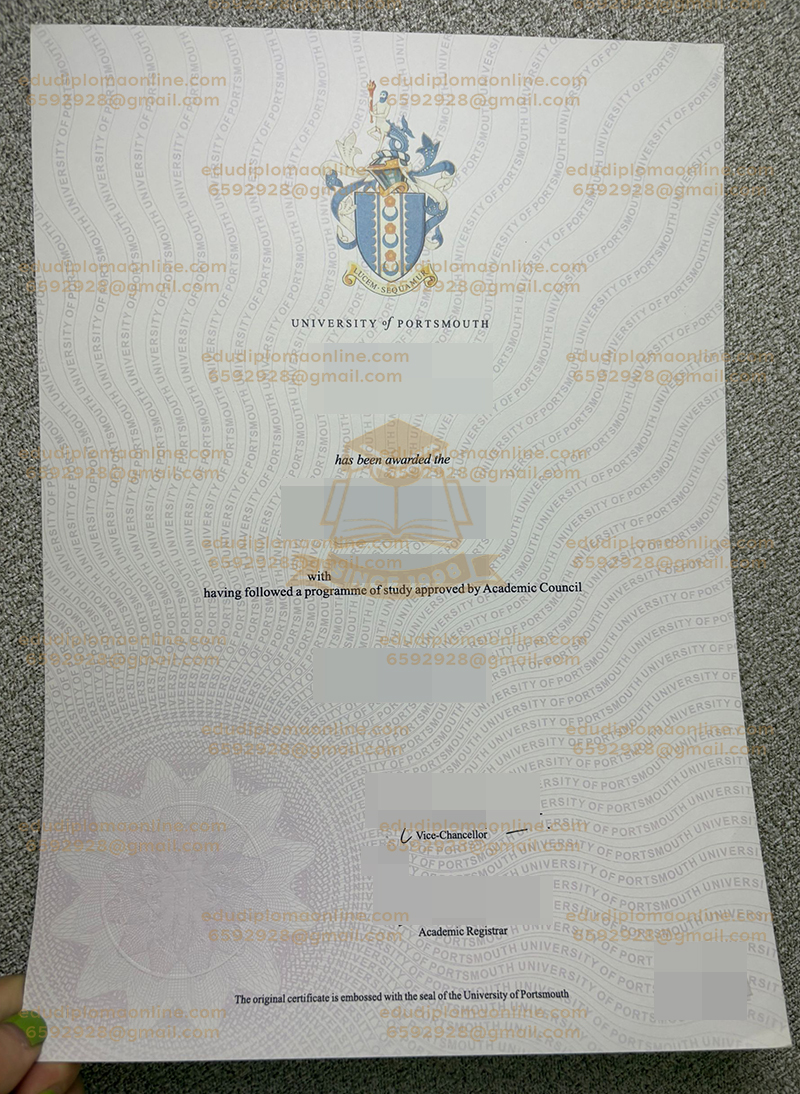 edudiplomaonline.com
6592928@gmail.com
LUCEM SEQUAMUR
UNIVERSITY of PORTSMOUTH
has been awarded the
with
having followed a programme of study approved by Academic Council
Vice-Chancellor
Academic Registrar
The original certificate is embossed with the seal of the University of Portsmouth